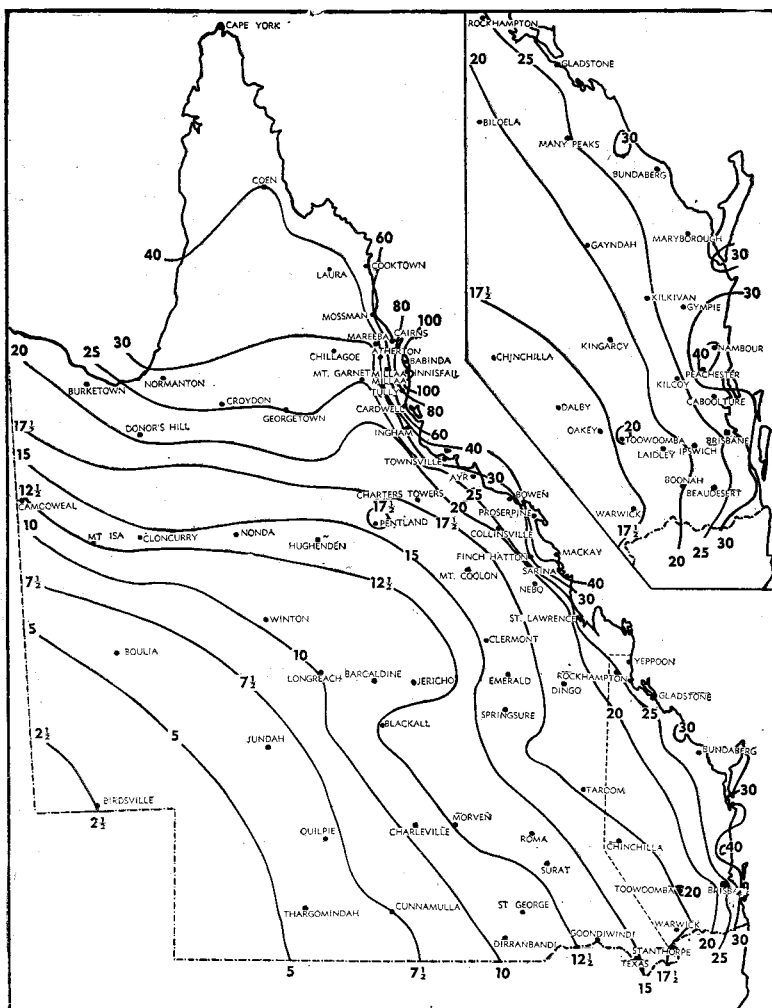 CAPE YORK
COEN
40
60
COOKTOWN
LAURA
MOSSMAN
80
CAIRNS
100
30
MAREEBA
ATHERTON
20
25
CHILLAGOE
BABINDA
MT. GARNET
MILLAA
MILLAA
INNISFAIL
BURKETOWN
NORMANTON
TULLY
100
CROYDON
GEORGETOWN
CARDWELL
80
DONOR'S HILL
INGHAM
60
17½
40
TOWNSVILLE
15
AYR
30
12½
CHARTERS TOWERS
20
25
BOWEN
CAMOOWEAL
17½
PENTLAND
17½
PROSERPINE
10
MT ISA
CLONCURRY
NONDA
HUGHENDEN
COLLINSVILLE
15
FINCH HATTON
MACKAY
7½
MT. COOLON
SARINA
40
12½
NEBO
30
5
WINTON
ST. LAWRENCE
BOULIA
10
CLERMONT
YEPPOON
LONGREACH
BARCALDINE
JERICHO
EMERALD
DINGO
ROCKHAMPTON
7½
GLADSTONE
SPRINGSURE
20
25
BLACKALL
30
2½
5
JUNDAH
BUNDABERG
TAROOM
BIRDSVILLE
2½
30
QUILPIE
CHARLEVILLE
MORVEN
ROMA
CHINCHILLA
40
SURAT
TOOWOOMBA
20
BRISBANE
THARGOMINDAH
CUNNAMULLA
ST GEORGE
WARWICK
DIRRANBANDI
GOONDIWINDI
STANTHORPE
TEXAS
5
7½
10
12½
15
17½
20
25
30
ROCKHAMPTON
20
25
GLADSTONE
BILOELA
MANY PEAKS
30
BUNDABERG
GAYNDAH
MARYBOROUGH
30
17½
KILKIVAN
GYMPIE
30
KINGAROY
NAMBOUR
CHINCHILLA
40
PEACHESTER
KILCOY
CABOOLTURE
DALBY
OAKEY
20
TOOWOOMBA
BRISBANE
LAIDLEY
IPSWICH
BOONAH
BEAUDESERT
WARWICK
17½
20
25
30